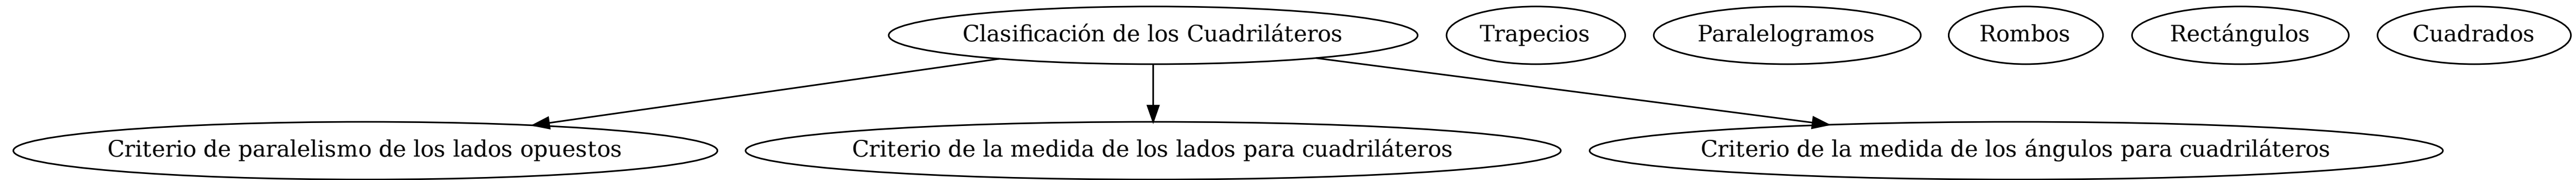 Clasificación de los Cuadriláteros
Trapecios
Paralelogramos
Rombos
Rectángulos
Cuadrados
Criterio de paralelismo de los lados opuestos
Criterio de la medida de los lados para cuadriláteros
Criterio de la medida de los ángulos para cuadriláteros